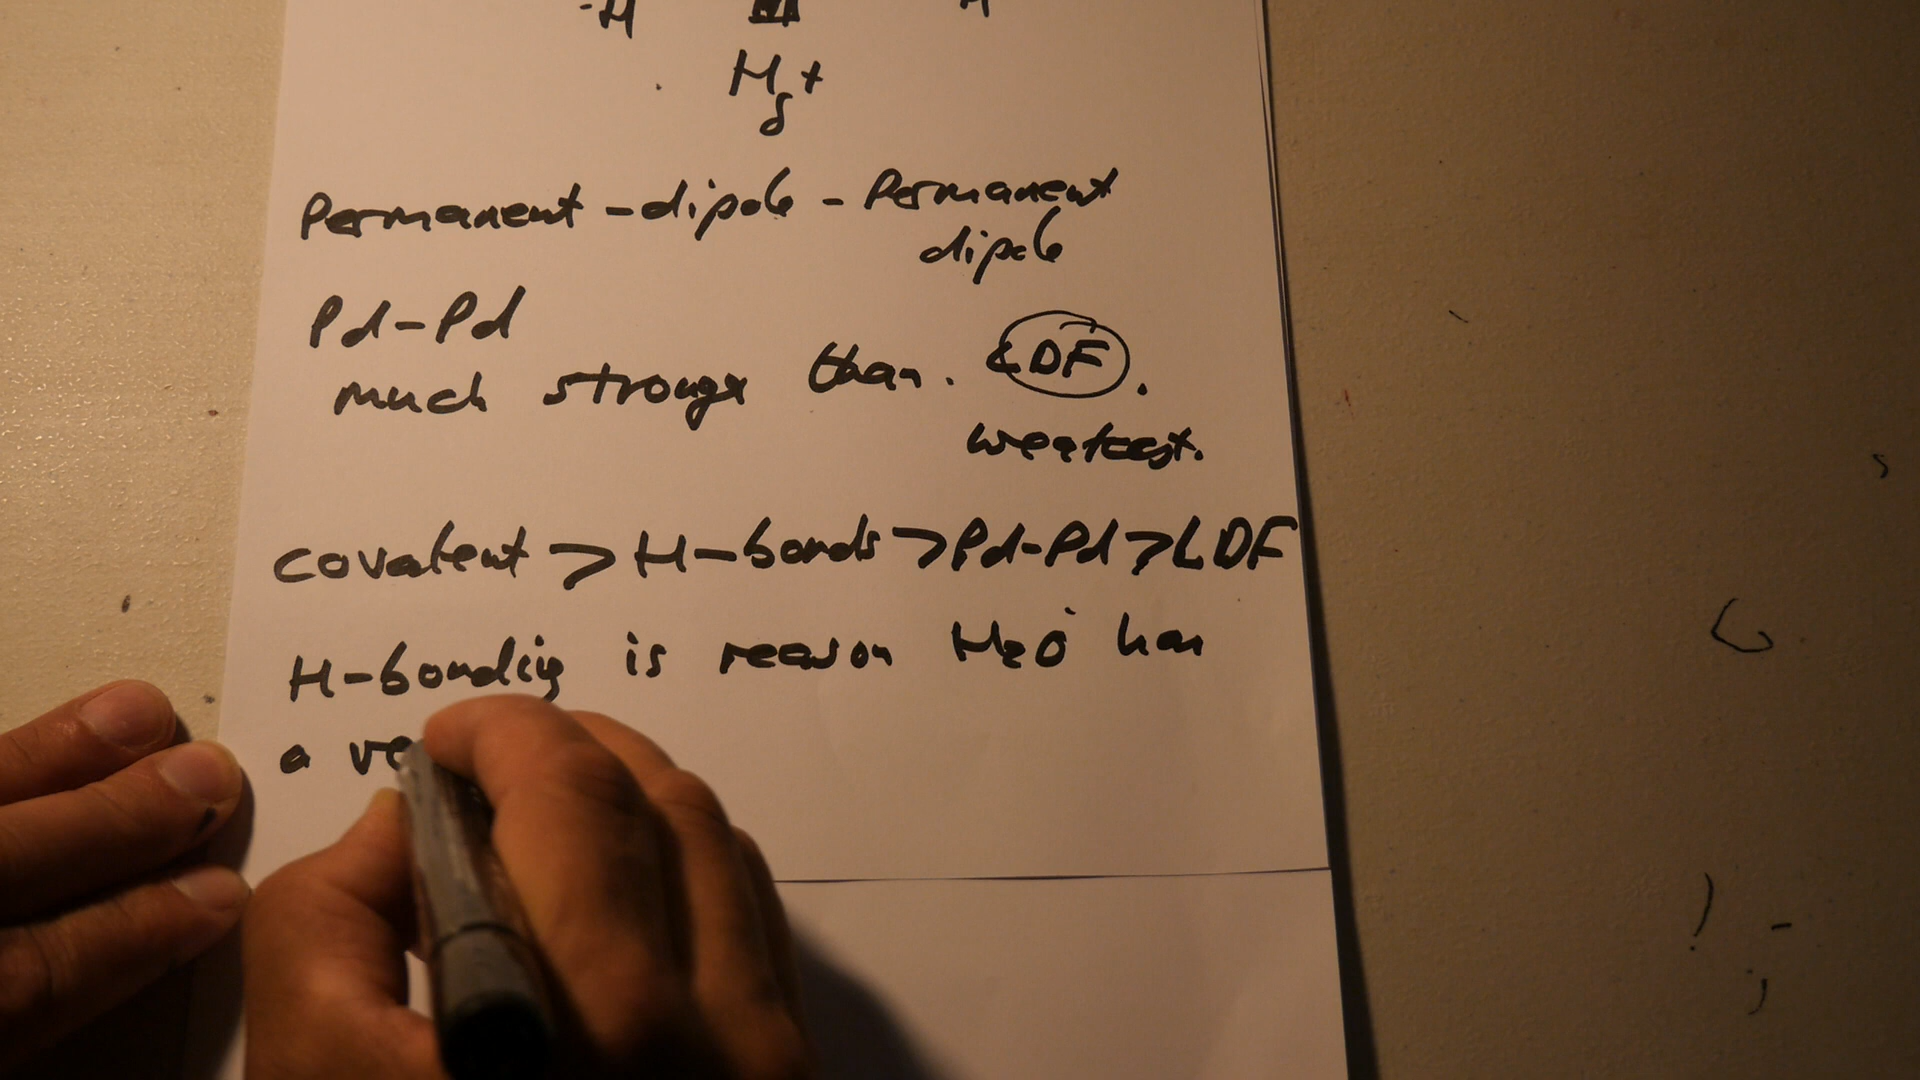 H
H
H δ+
Permanent - dipole - Permanent
dipole
Pd-Pd
much stronger than. LDF.
weakest.
covalent > H-bonds > Pd-Pd > LDF
H-bonding is reason H2O has
a ve